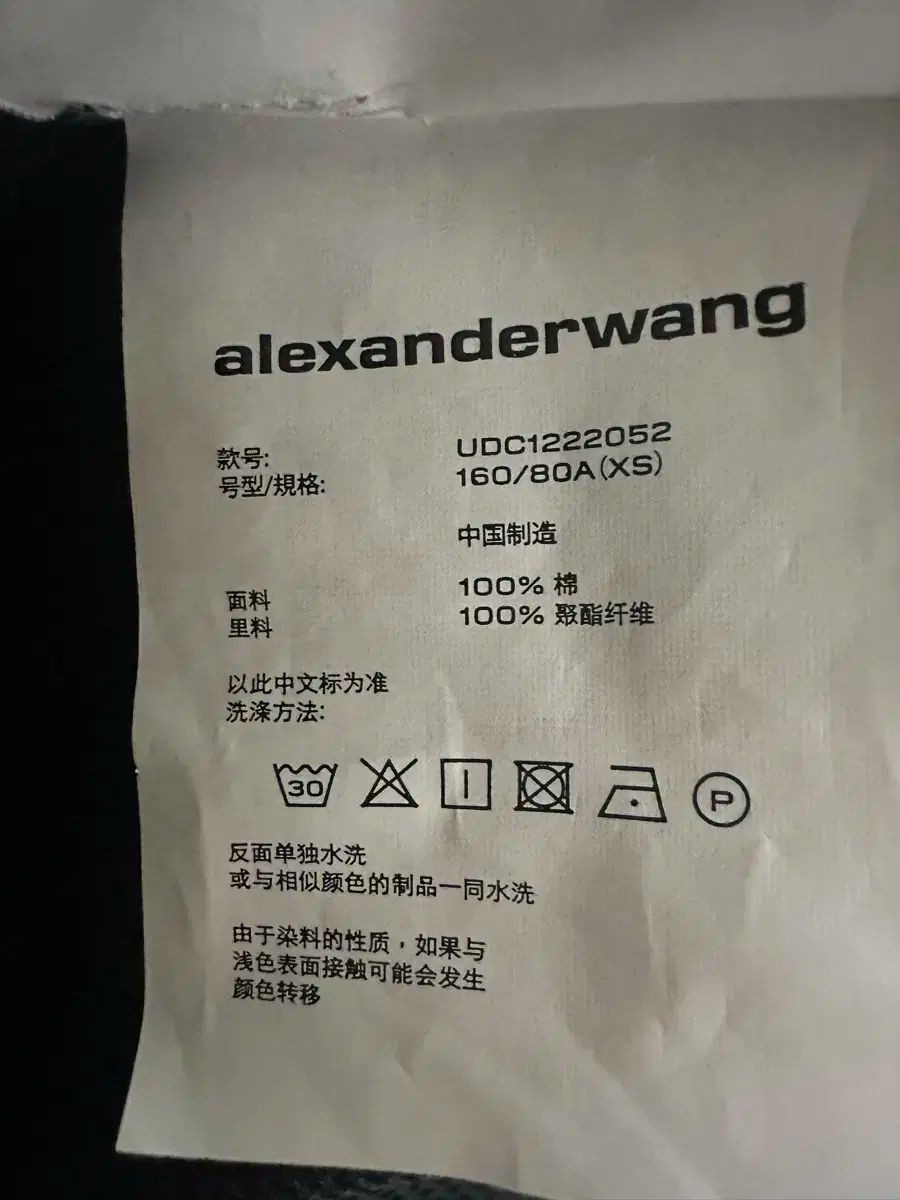 alexanderwang
款号: UDC1222052
号型/規格: 160/80A(XS)
中国制造
面料 100% 棉
里料 100% 聚酯纤维
以此中文标为准
洗涤方法:
30 P
反面单独水洗
或与相似颜色的制品一同水洗
由于染料的性质，如果与
浅色表面接触可能会发生
颜色转移